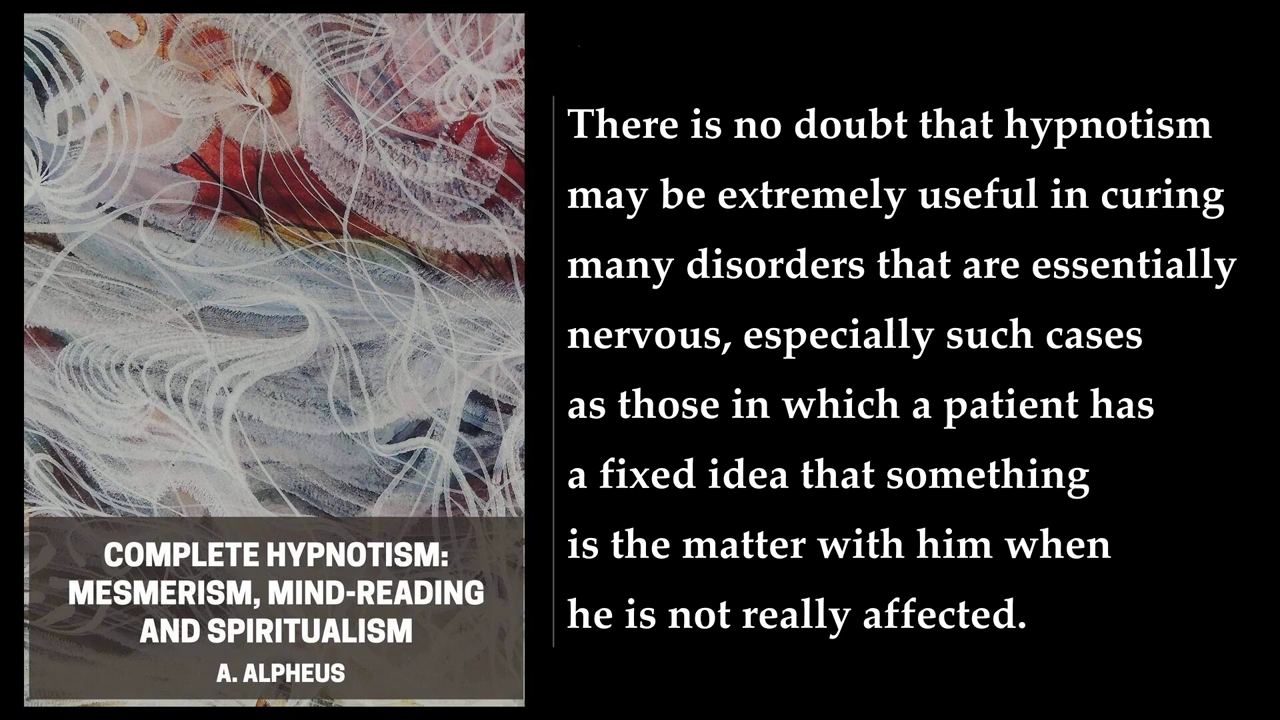 COMPLETE HYPNOTISM:
MESMERISM, MIND-READING
AND SPIRITUALISM
A. ALPHEUS
There is no doubt that hypnotism
may be extremely useful in curing
many disorders that are essentially
nervous, especially such cases
as those in which a patient has
a fixed idea that something
is the matter with him when
he is not really affected.